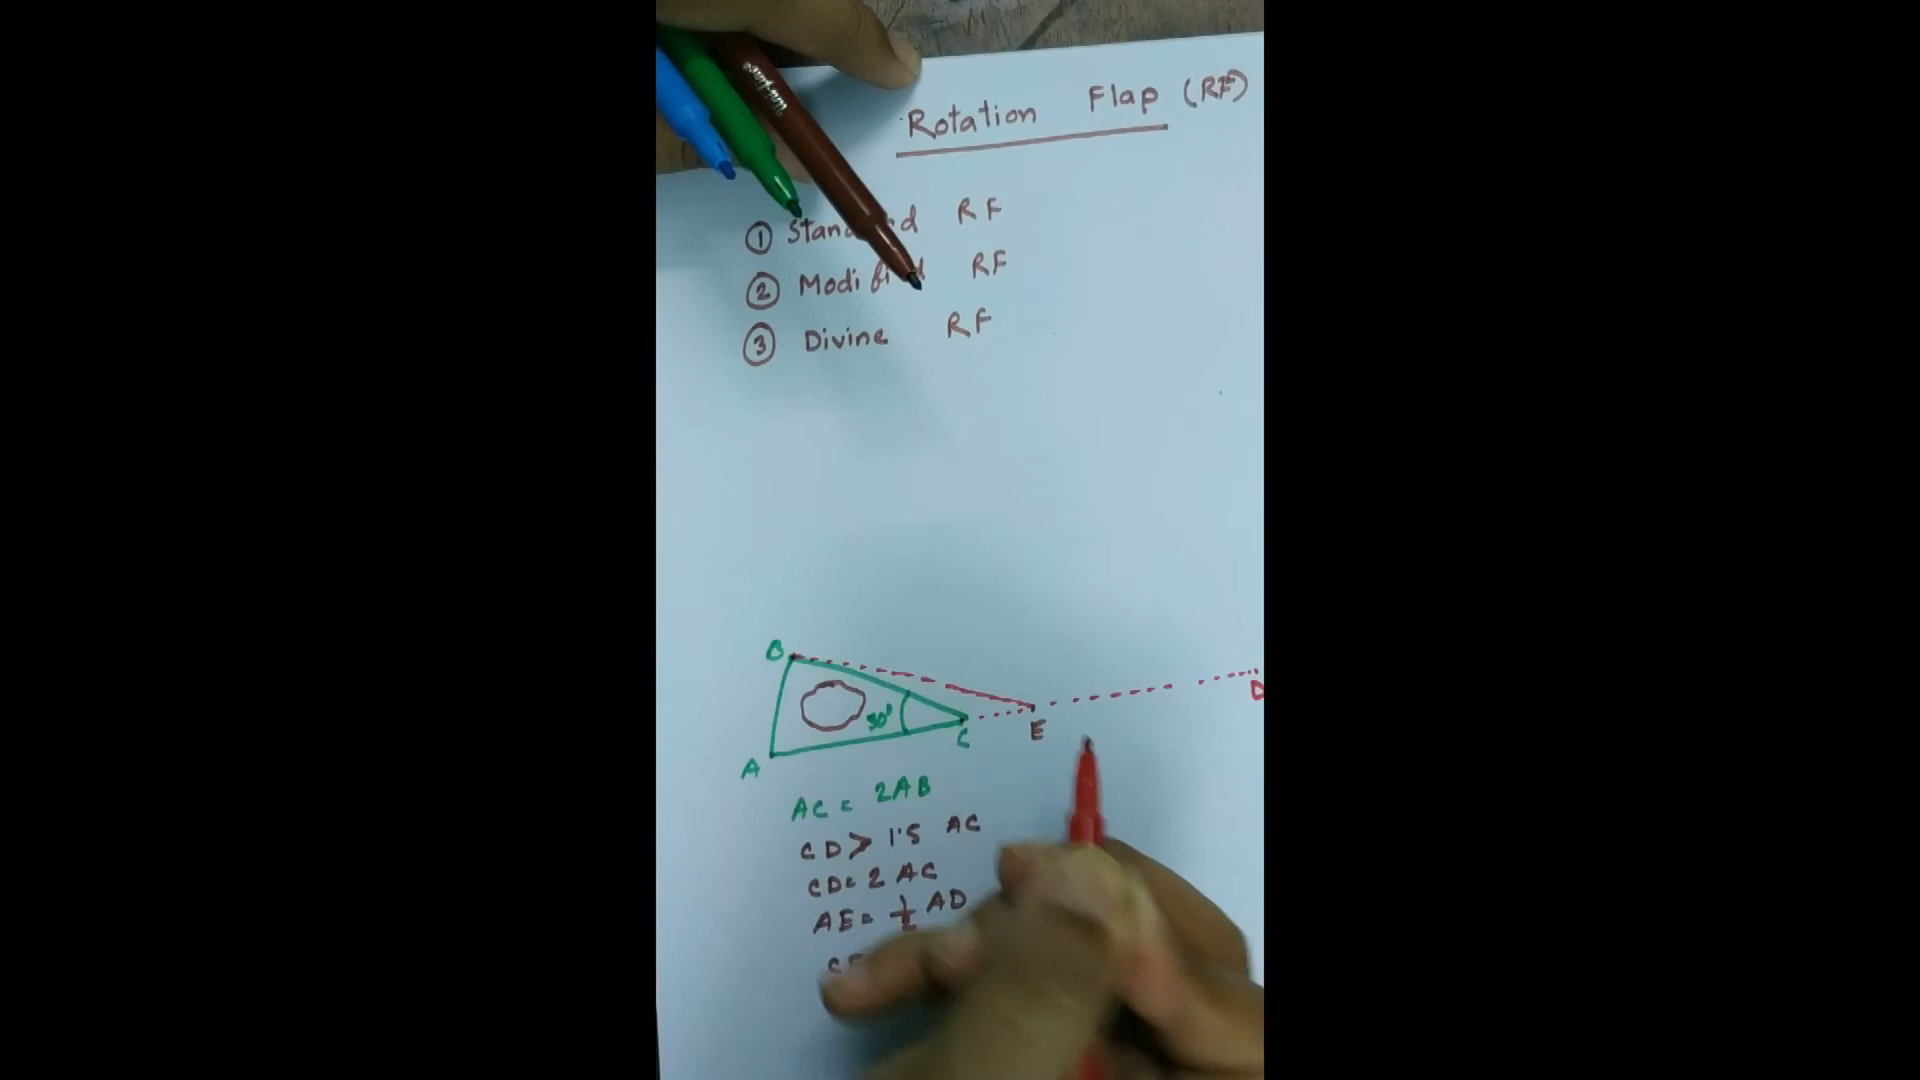 Rotation Flap (RF)
① Standard RF
② Modified RF
③ Divine RF
B
30°
C
E
D
A
AC = 2AB
CD > 1.5 AC
CD = 2 AC
AE = 1/2 AD